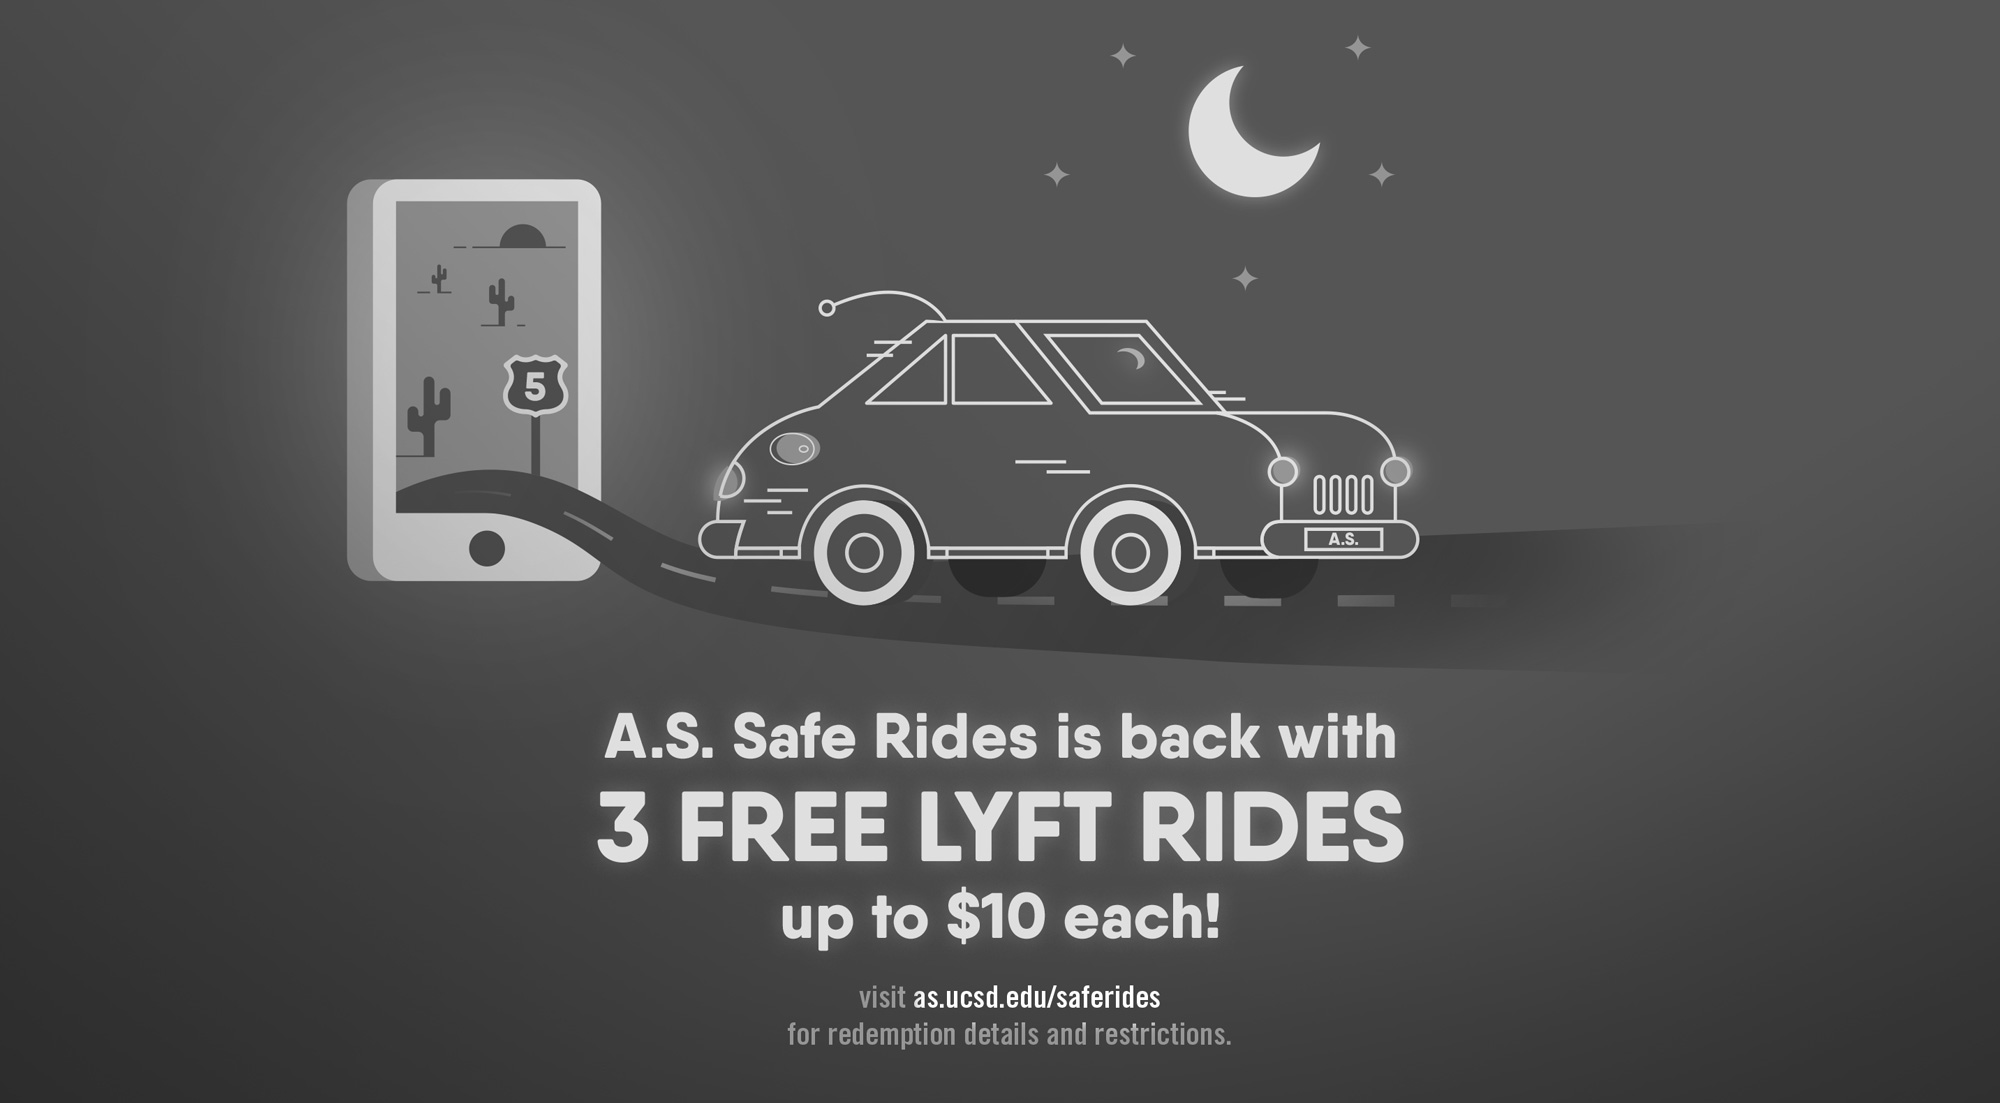 5
A.S.
A.S. Safe Rides is back with
3 FREE LYFT RIDES
up to $10 each!
visit as.ucsd.edu/saferides
for redemption details and restrictions.